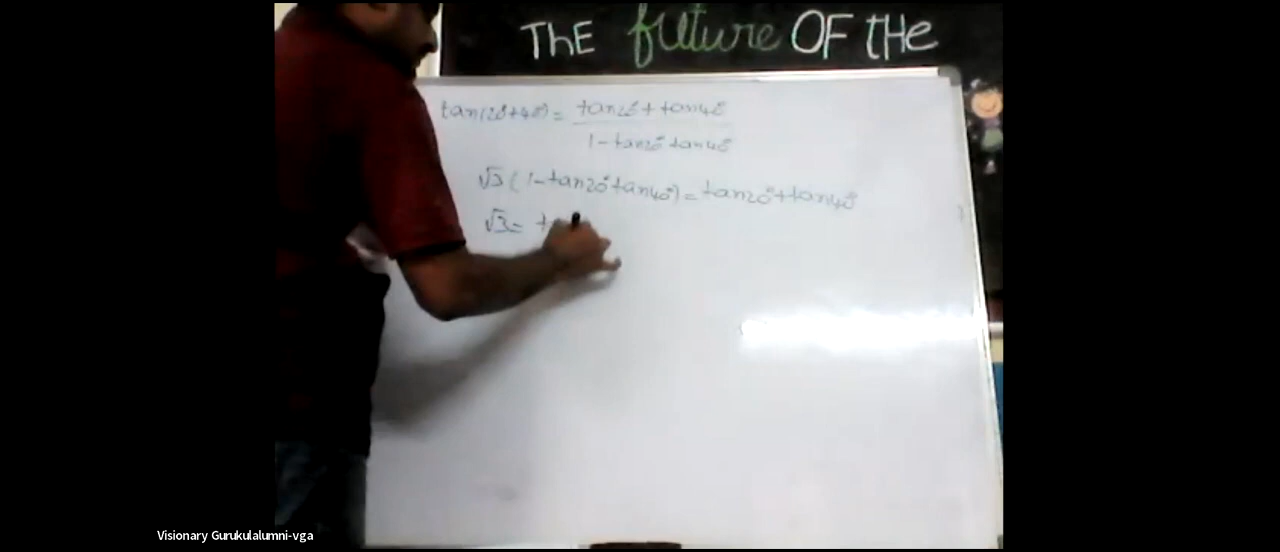 THE future OF tHe
tan(20°+40°) = tan20° + tan40°
1 - tan20° tan40°
√3 (1 - tan20° tan40°) = tan20° + tan40°
√3 = t
Visionary Gurukulalumni-vga